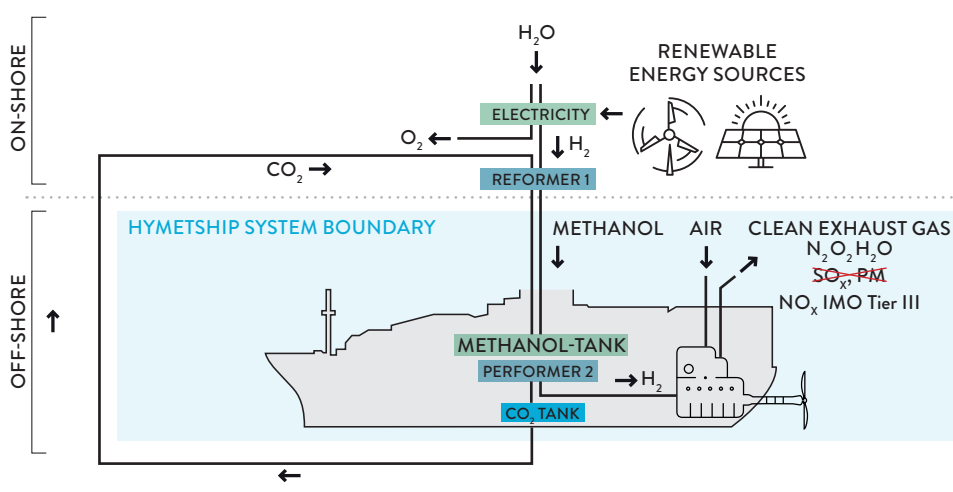 ON-SHORE
H₂O
RENEWABLE
ENERGY SOURCES
ELECTRICITY
O₂
H₂
CO₂
REFORMER 1
OFF-SHORE
HYMETSHIP SYSTEM BOUNDARY
METHANOL
AIR
CLEAN EXHAUST GAS
N₂O₂H₂O
SOₓ, PM
NOₓ IMO Tier III
METHANOL-TANK
PERFORMER 2
H₂
CO₂ TANK